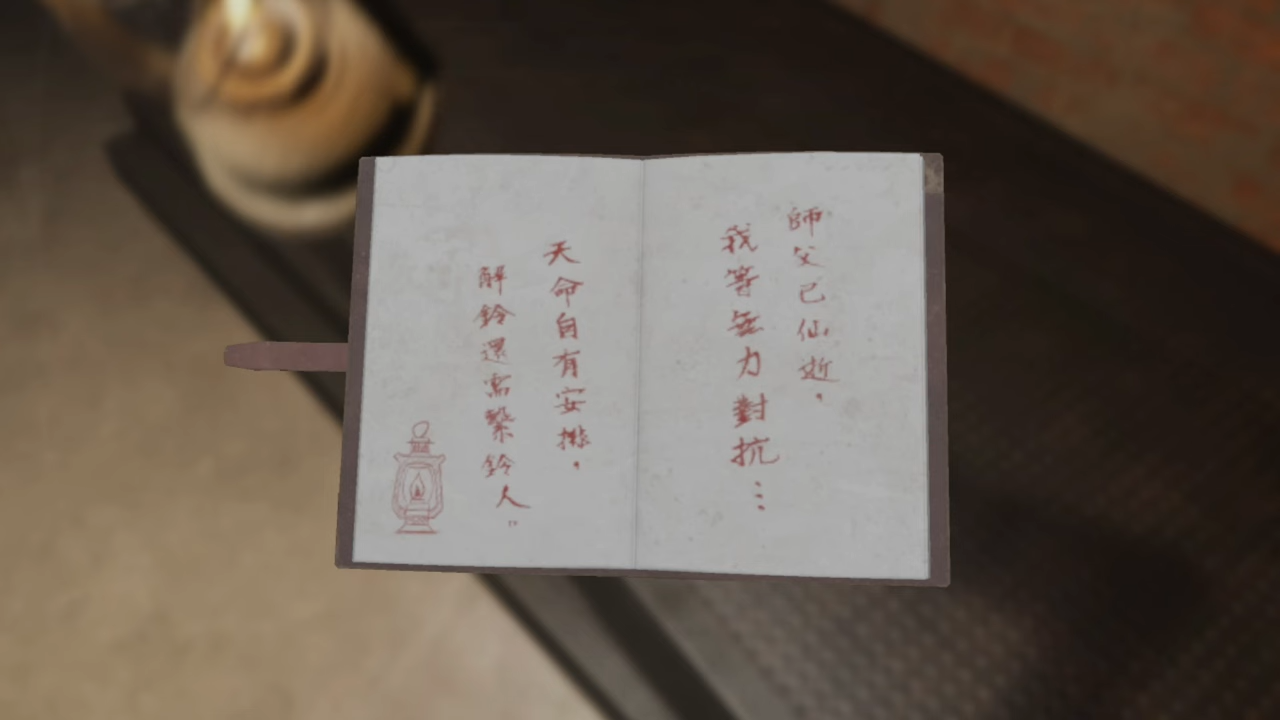 師父已仙逝，
我等無力對抗…
天命自有安排，
解鈴還需繫鈴人。